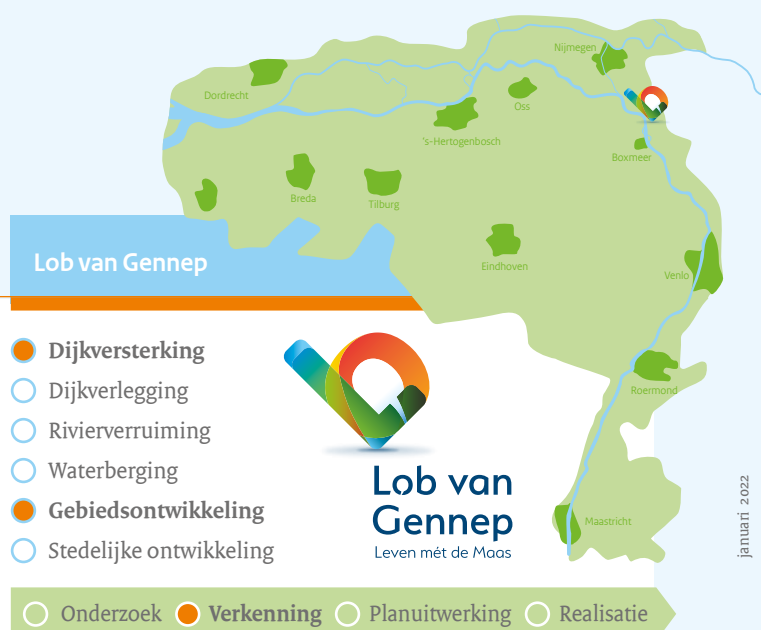 Nijmegen
Dordrecht
Oss
's-Hertogenbosch
Boxmeer
Breda
Tilburg
Eindhoven
Venlo
Roermond
Maastricht
Lob van Gennep
Dijkversterking
Dijkverlegging
Rivierverruiming
Waterberging
Gebiedsontwikkeling
Stedelijke ontwikkeling
Lob van
Gennep
Leven mét de Maas
januari 2022
Onderzoek Verkenning Planuitwerking Realisatie